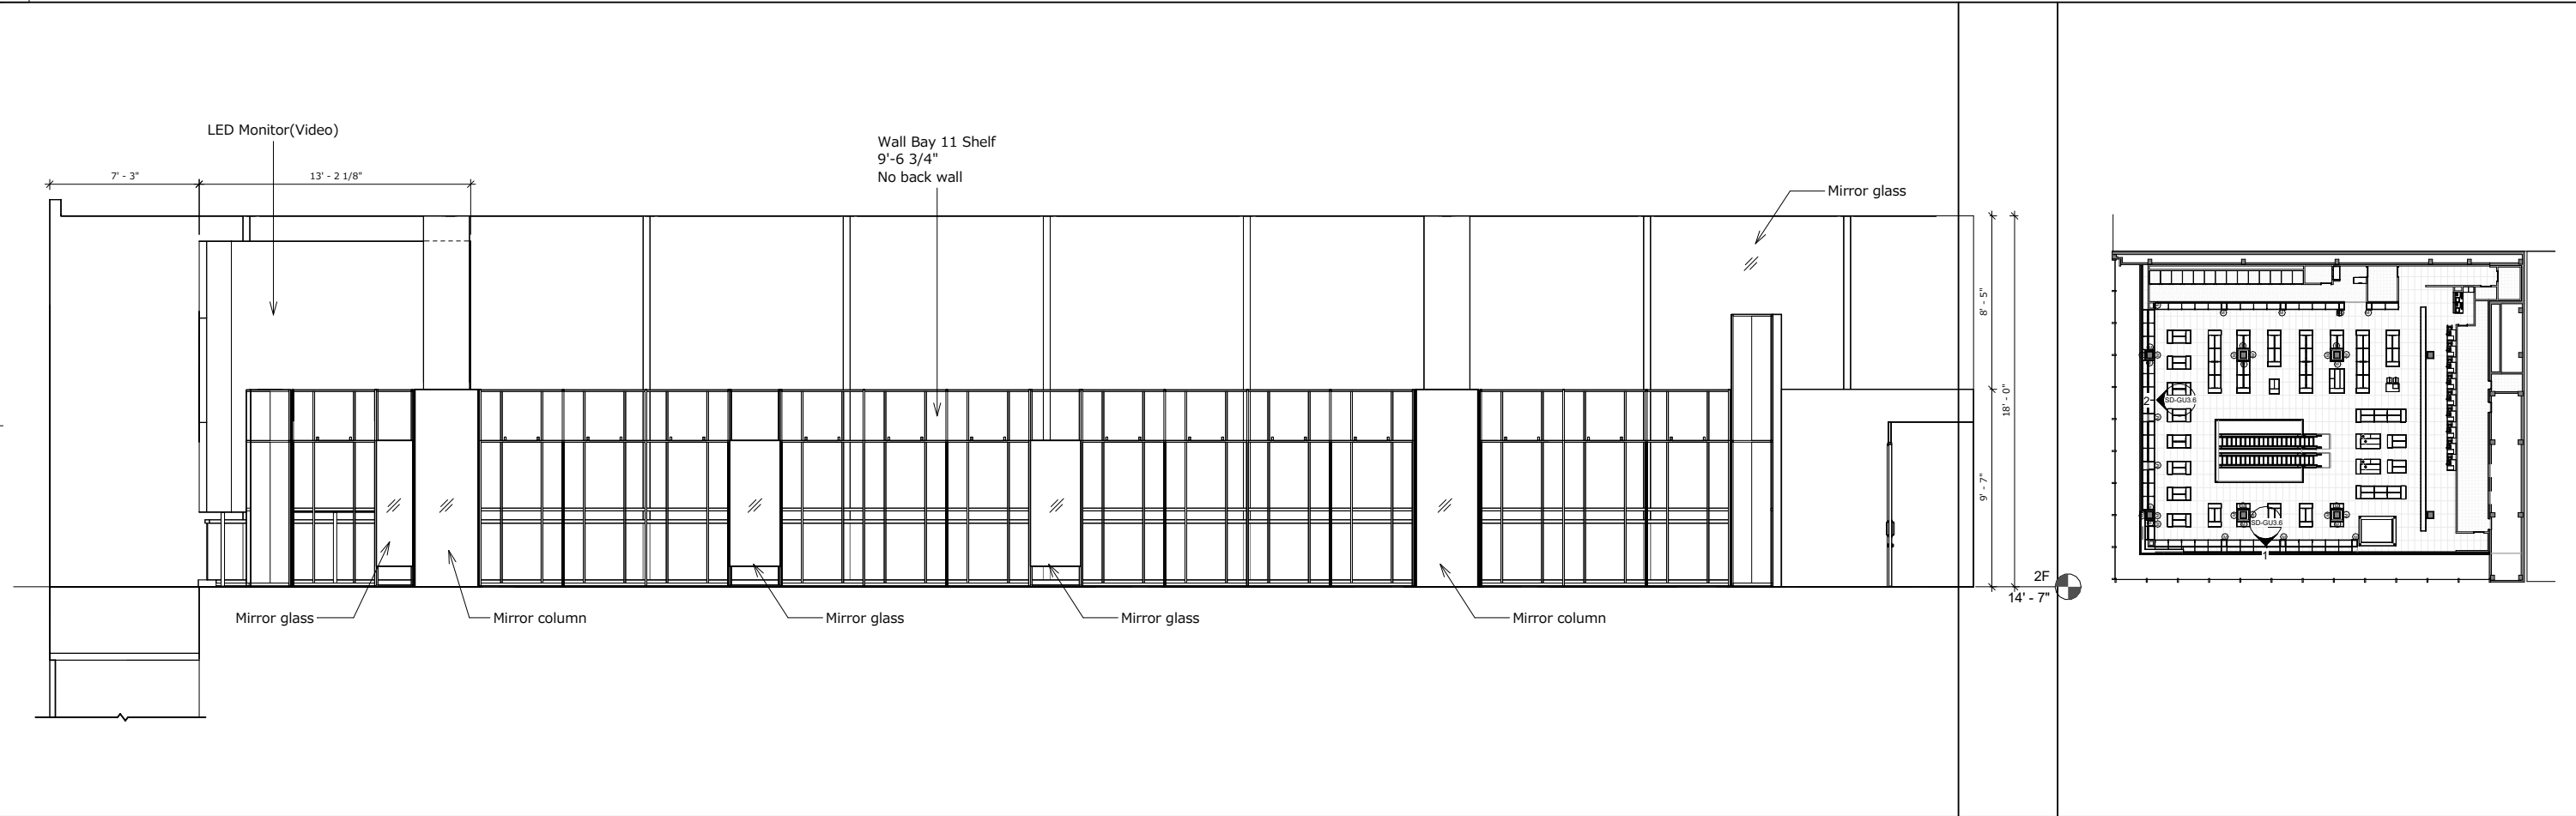 LED Monitor(Video)
Wall Bay 11 Shelf
9'-6 3/4"
No back wall
7' - 3"
13' - 2 1/8"
Mirror glass
8' - 5"
18' - 0"
9' - 7"
2F
14' - 7"
Mirror glass
Mirror column
Mirror glass
Mirror glass
Mirror column
2
SD-GU3.6
SD-GU3.6
1